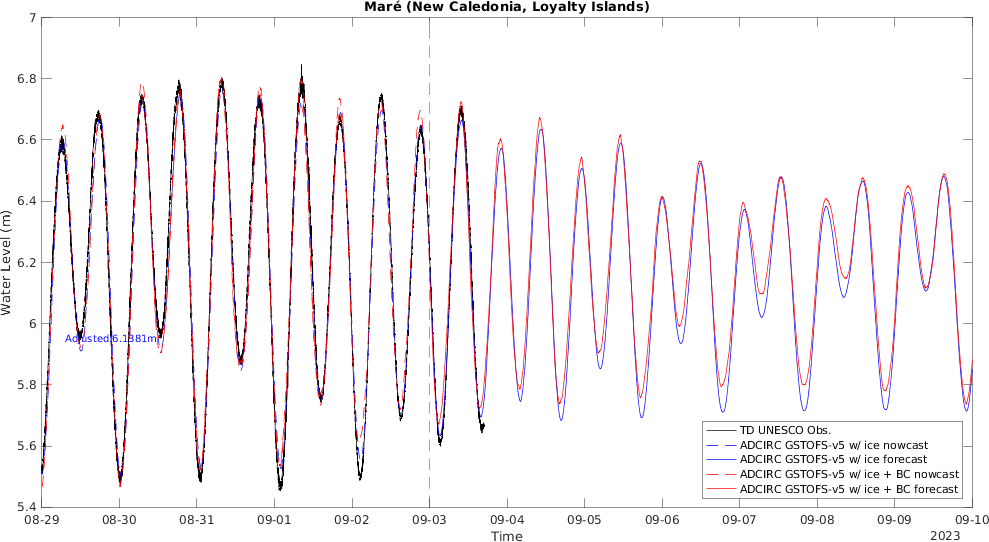 Maré (New Caledonia, Loyalty Islands)
7
6.8
6.6
6.4
6.2
6
5.8
5.6
5.4
Water Level (m)
Adjusted:6.1381m
TD UNESCO Obs.
ADCIRC GSTOFS-v5 w/ ice nowcast
ADCIRC GSTOFS-v5 w/ ice forecast
ADCIRC GSTOFS-v5 w/ ice + BC nowcast
ADCIRC GSTOFS-v5 w/ ice + BC forecast
08-29 08-30 08-31 09-01 09-02 09-03 09-04 09-05 09-06 09-07 09-08 09-09 09-10
Time
2023